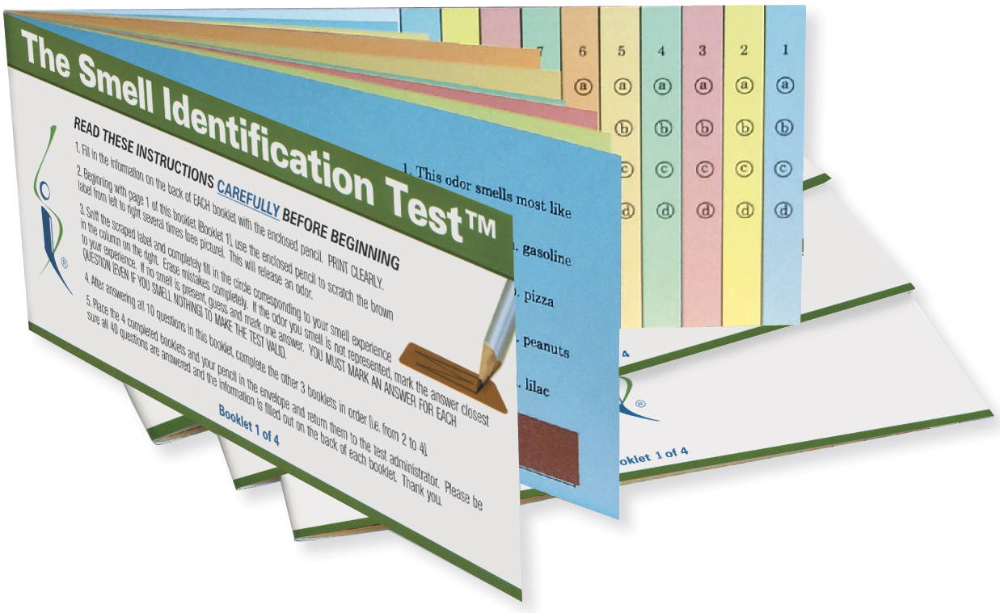 The Smell Identification Test™
READ THESE INSTRUCTIONS CAREFULLY BEFORE BEGINNING
1. Fill in the information on the back of EACH booklet with the enclosed pencil. PRINT CLEARLY.
2. Beginning with page 1 of this booklet (Booklet 1), use the enclosed pencil to scratch the brown
label from left to right several times (see picture). This will release an odor.
3. Sniff the scraped label and completely fill in the circle corresponding to your smell experience
in the column on the right. Erase mistakes completely. If the odor you smell is not represented, mark the answer closest
to your experience. If no smell is present, guess and mark one answer. YOU MUST MARK AN ANSWER FOR EACH
QUESTION (EVEN IF YOU SMELL NOTHING) TO MAKE THE TEST VALID.
4. After answering all 10 questions in this booklet, complete the other 3 booklets in order (i.e. from 2 to 4).
5. Place the 4 completed booklets and your pencil in the envelope and return them to the test administrator. Please be
sure all 40 questions are answered and the information is filled out on the back of each booklet. Thank you.
Booklet 1 of 4
®
1. This odor smells most like
. gasoline
. pizza
. peanuts
. lilac
7 6 5 4 3 2 1
a a a a a a
b b b b b
c c c c c
d d d d d
4
®
oklet 1 of 4